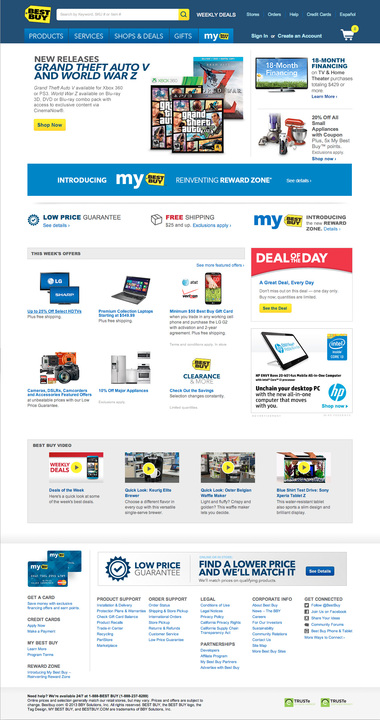 BEST BUY
WEEKLY DEALS
Stores Orders Help Credit Cards Español
PRODUCTS SERVICES SHOPS & DEALS GIFTS my BEST BUY
Sign In or Create an Account
NEW RELEASES
GRAND THEFT AUTO V
AND WORLD WAR Z
Grand Theft Auto V available for Xbox 360
or PS3. World War Z available on Blu-ray
3D, DVD or Blu-ray combo pack with
access to exclusive content via
CinemaNow®.
Shop Now
18-MONTH
FINANCING
on TV & Home
Theater purchases
totaling $429 or
more.
Learn More ›
20% Off All
Small
Appliances
with Coupon
Plus, 5x My Best
Buy™ points.
Exclusions apply.
Shop now ›
INTRODUCING my BEST BUY REINVENTING REWARD ZONE
See details ›
LOW PRICE GUARANTEE
See details ›
FREE SHIPPING
$25 and up. Exclusions apply ›
my BEST BUY
INTRODUCING
the new REWARD
ZONE. Details ›
THIS WEEK'S OFFERS
See more featured offers ›
LG
SHARP
Up to 25% Off Select HDTVs
Plus free shipping.
Premium Collection Laptops
Starting at $549.99
Plus free shipping.
at&t
verizon
Minimum $50 Best Buy Gift Card
when you trade in any working cell
phone and purchase the LG G2
with activation and 2-year
agreement. Plus free shipping.
Cameras, DSLRs, Camcorders
and Accessories Featured Offers
at unbeatable prices with our Low
Price Guarantee.
10% Off Major Appliances
Exclusions apply.
BEST BUY
CLEARANCE
& MORE
Check Out the Savings
Selection changes constantly.
Limited quantities.
DEAL OF THE DAY
A Great Deal, Every Day
Don't miss out on this deal — one day only.
Buy now, quantities are limited.
See the Deal
intel
Unchain your desktop PC
with the new all-in-one
computer that moves
with you.
hp
Shop now ›
BEST BUY VIDEO
WEEKLY
DEALS
Deals of the Week
Here's a quick look at some
of the week's best deals.
Quick Look: Keurig Elite
Brewer
Choose a different flavor in
every cup with this versatile
single-serve brewer.
Quick Look: Oster Belgian
Waffle Maker
Light and fluffy? Crispy and
golden? This waffle maker
lets you decide.
Blue Shirt Test Drive: Sony
Xperia Tablet Z
This water-resistant tablet
also sports a slim design and
brilliant display.
GET A CARD
Save money with exclusive
financing offers and earn points.
CREDIT CARDS
Apply Now
Make a Payment
MY BEST BUY
Learn More
Program Terms
REWARD ZONE
Introducing My Best Buy –
Reinventing Reward Zone
LOW PRICE
GUARANTEE
FIND A LOWER PRICE
AND WE'LL MATCH IT
We'll match prices on qualifying products.
See Details
PRODUCT SUPPORT
Installation & Delivery
Protection Plans & Warranties
Check Gift Card Balance
Product Recalls
Trade-In Center
Recycling
PartStore
Marketplace
ORDER SUPPORT
Order Status
Shipping & Store Pickup
International Orders
Store Pickup
Returns & Refunds
Customer Service
Low Price Guarantee
LEGAL
Conditions of Use
Legal Notices
Privacy Policy
California Privacy Rights
California Supply Chain
Transparency Act
PARTNERSHIPS
Developers
Affiliate Program
My Best Buy Partners
Advertise with Best Buy
CORPORATE INFO
About Best Buy
News — The BBY
Careers
For Our Investors
Sustainability
Community Relations
Contact Us
Site Map
More Best Buy Sites
GET CONNECTED
Follow @BestBuy
Join Us on Facebook
Share Your Ideas
Community Forums
Best Buy Phone & Tablet
More Ways to Connect ›
Need help? We're available 24/7 at 1-888-BEST BUY (1-888-237-8289)
Online prices and selection generally match our retail stores, but may vary. Prices and offers are subject to
change. BestBuy.com © 2013 BBY Solutions, Inc. All rights reserved. BEST BUY, the BEST BUY logo, the
Tag Design, MY BEST BUY, and BESTBUY.COM are trademarks of BBY Solutions, Inc.
TRUSTe
TRUSTe